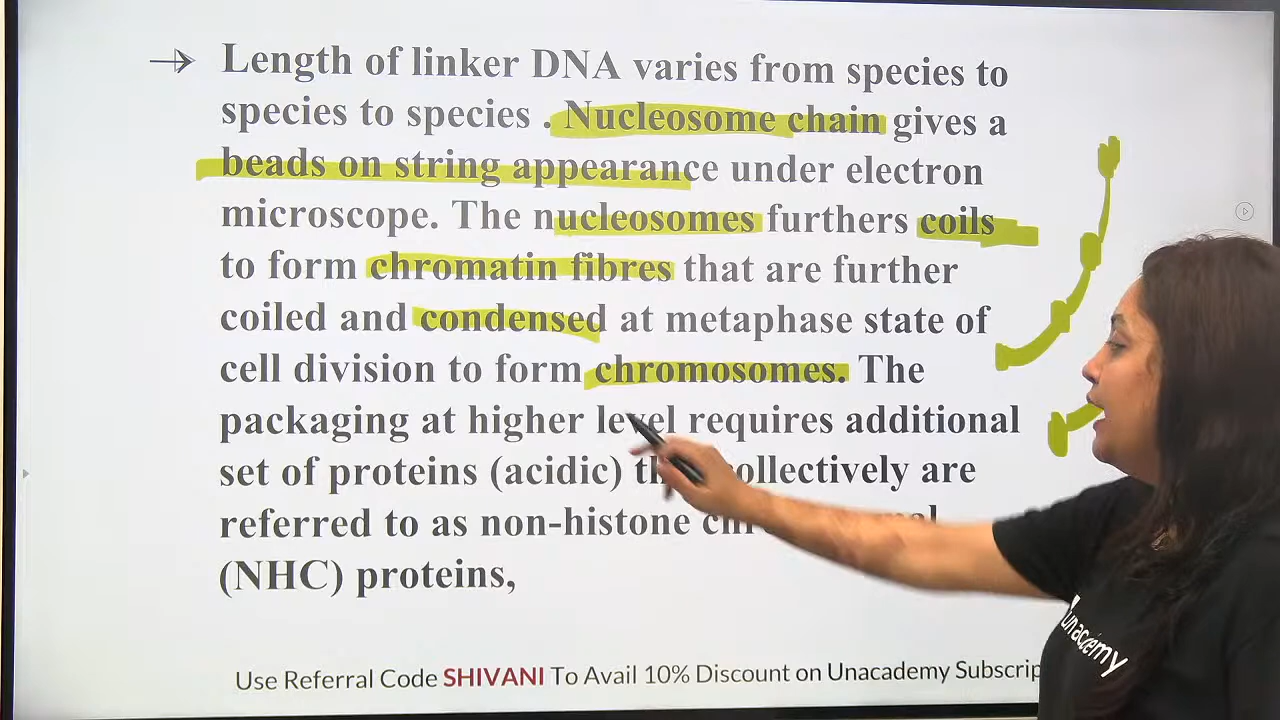 Length of linker DNA varies from species to
species to species . Nucleosome chain gives a
beads on string appearance under electron
microscope. The nucleosomes furthers coils
to form chromatin fibres that are further
coiled and condensed at metaphase state of
cell division to form chromosomes. The
packaging at higher level requires additional
set of proteins (acidic) collectively are
referred to as non-histone
(NHC) proteins,
Use Referral Code SHIVANI To Avail 10% Discount on Unacademy
unacademy